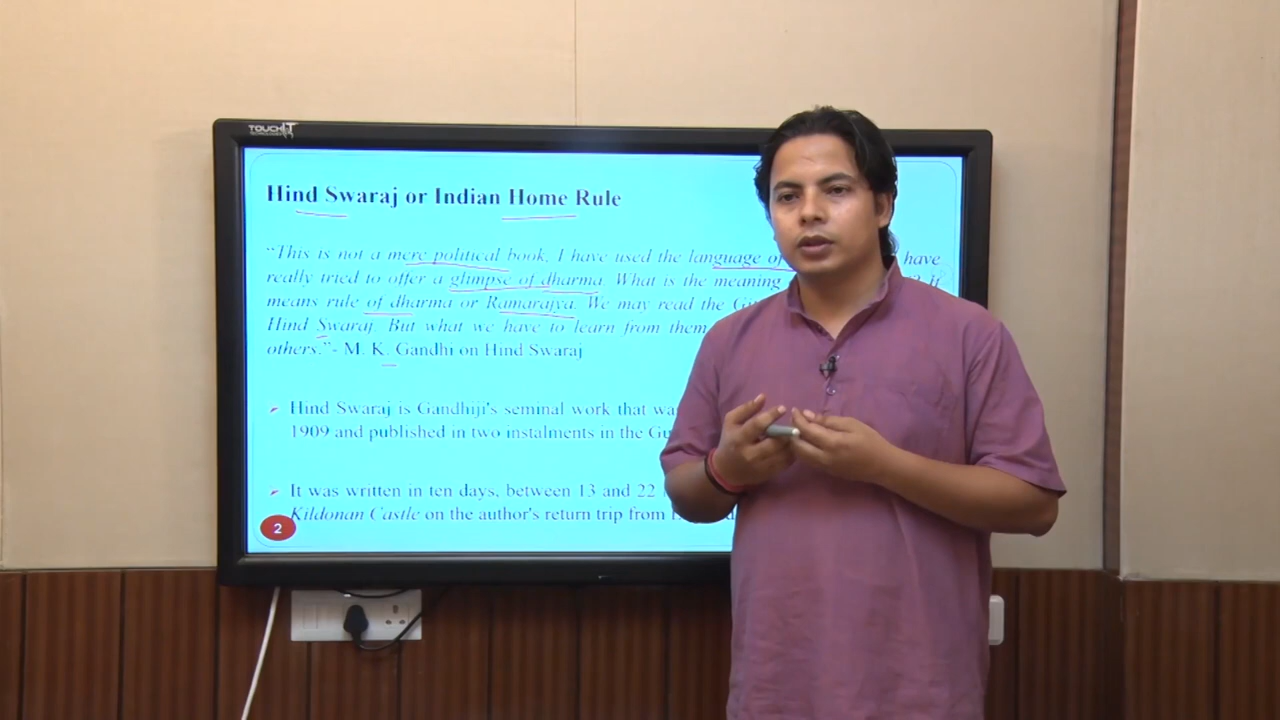 TOUCHIT
TECHNOLOGIES
Hind Swaraj or Indian Home Rule
“This is not a mere political book. I have used the language of have
really tried to offer a glimpse of dharma. What is the meaning
means rule of dharma or Ramarajya. We may read the
Hind Swaraj. But what we have to learn from them
others.”- M. K. Gandhi on Hind Swaraj
➢ Hind Swaraj is Gandhiji's seminal work that was
1909 and published in two instalments in the
➢ It was written in ten days, between 13 and 22
Kildonan Castle on the author's return trip from
2